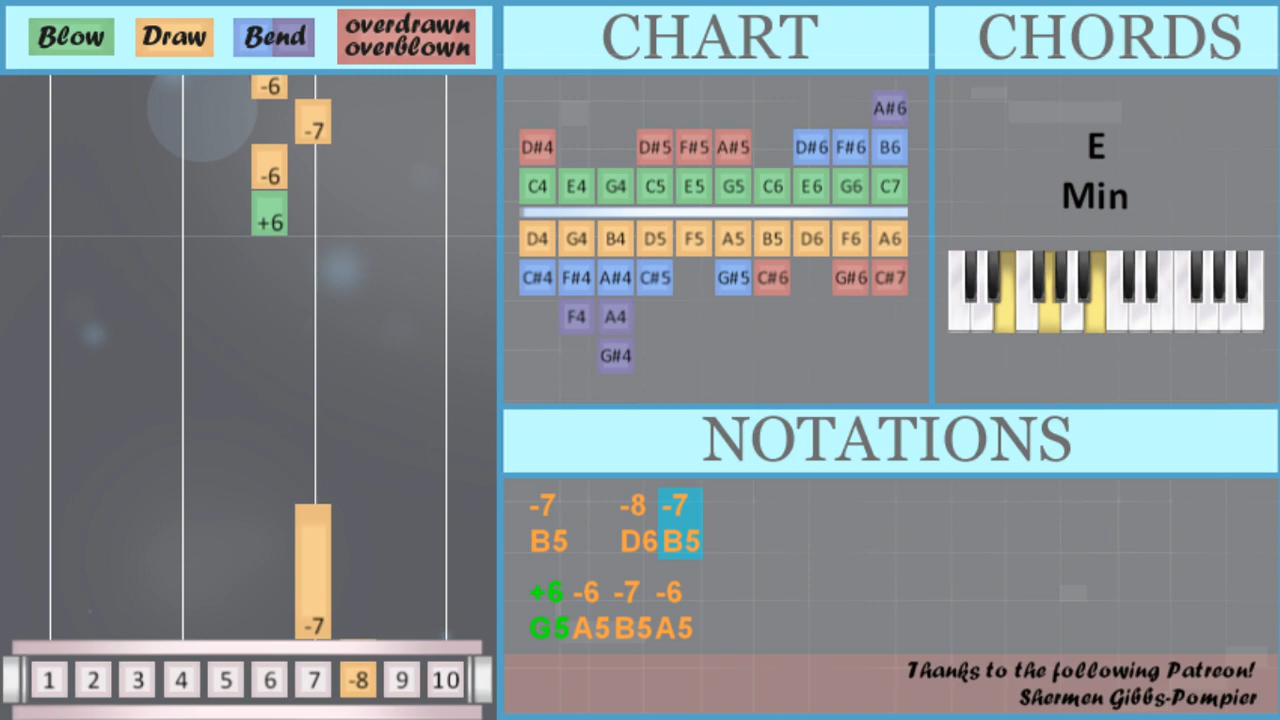 Blow Draw Bend overdrawn
overblown
CHART
CHORDS
-6
-7
-6
+6
-7
1 2 3 4 5 6 7 -8 9 10
A#6
D#4 D#5 F#5 A#5 D#6 F#6 B6
C4 E4 G4 C5 E5 G5 C6 E6 G6 C7
D4 G4 B4 D5 F5 A5 B5 D6 F6 A6
C#4 F#4 A#4 C#5 G#5 C#6 G#6 C#7
F4 A4
G#4
E
Min
NOTATIONS
-7 -8 -7
B5 D6 B5
+6 -6 -7 -6
G5 A5 B5 A5
Thanks to the following Patreon!
Shermen Gibbs-Pompier